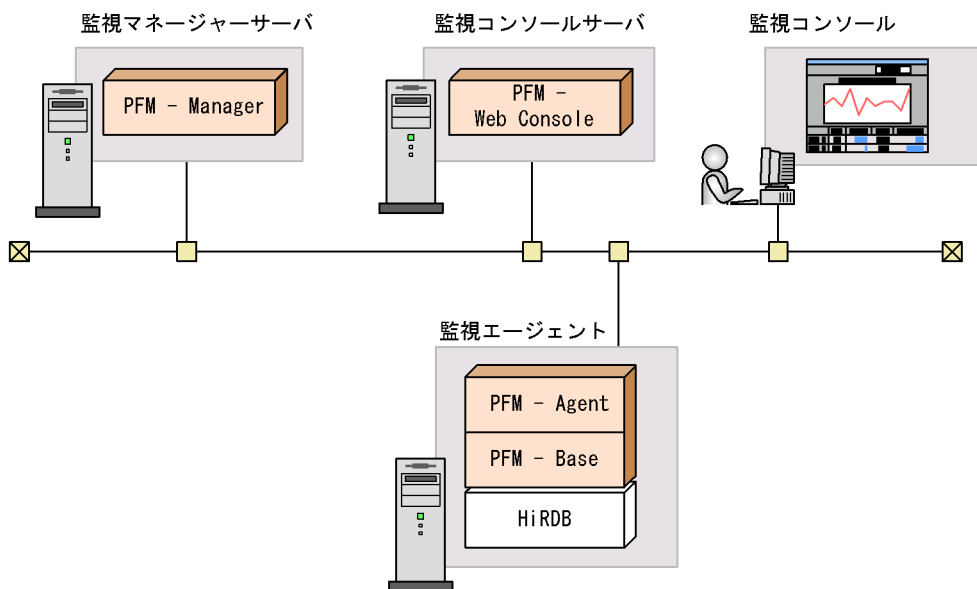 監視マネージャーサーバ
監視コンソールサーバ
監視コンソール
PFM - Manager
PFM -
Web Console
監視エージェント
PFM - Agent
PFM - Base
HiRDB